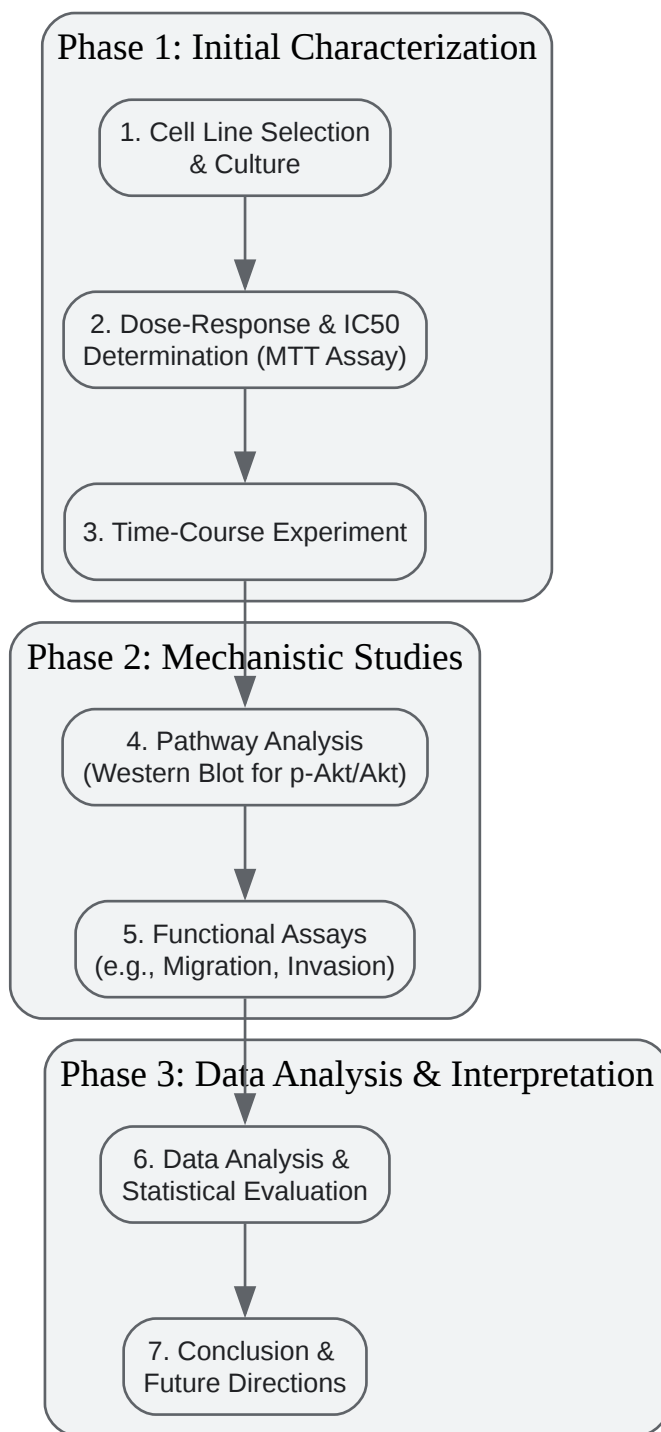 Phase 1: Initial Characterization
1. Cell Line Selection
& Culture
2. Dose-Response & IC50
Determination (MTT Assay)
3. Time-Course Experiment
Phase 2: Mechanistic Studies
4. Pathway Analysis
(Western Blot for p-Akt/Akt)
5. Functional Assays
(e.g., Migration, Invasion)
Phase 3: Data Analysis & Interpretation
6. Data Analysis &
Statistical Evaluation
7. Conclusion &
Future Directions